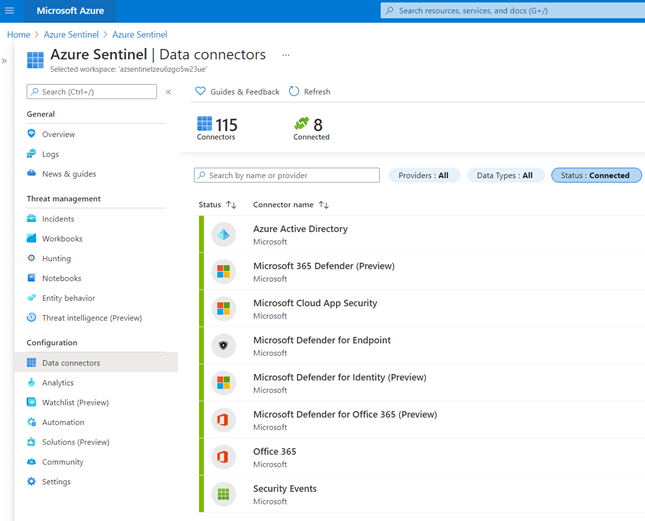 Microsoft Azure
Search resources, services, and docs (G+/)
Home > Azure Sentinel > Azure Sentinel
»
Azure Sentinel | Data connectors ...
Selected workspace: 'azsentinelzeu6zgo5w23ue'
Search (Ctrl+/) «
General
Overview
Logs
News & guides
Threat management
Incidents
Workbooks
Hunting
Notebooks
Entity behavior
Threat intelligence (Preview)
Configuration
Data connectors
Analytics
Watchlist (Preview)
Automation
Solutions (Preview)
Community
Settings
Guides & Feedback Refresh
115 8
Connectors Connected
Search by name or provider Providers : All Data Types : All Status : Connected
Status ↑↓ Connector name ↑↓
Azure Active Directory
Microsoft
Microsoft 365 Defender (Preview)
Microsoft
Microsoft Cloud App Security
Microsoft
Microsoft Defender for Endpoint
Microsoft
Microsoft Defender for Identity (Preview)
Microsoft
Microsoft Defender for Office 365 (Preview)
Microsoft
Office 365
Microsoft
Security Events
Microsoft